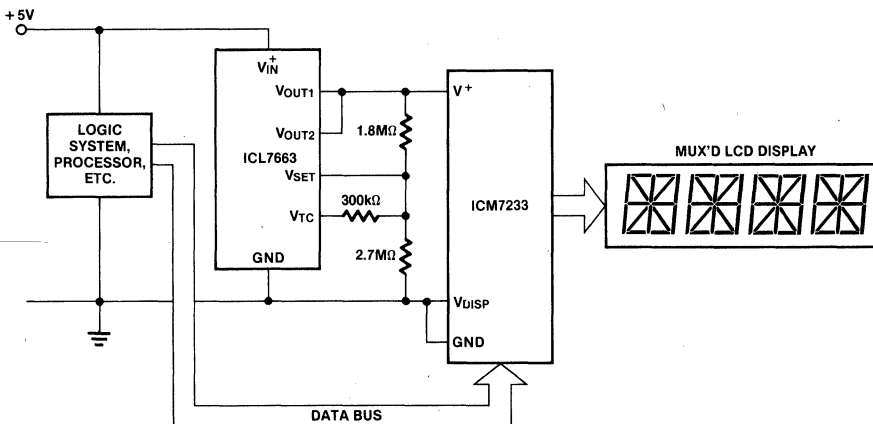 +5V
V+IN
VOUT1
VOUT2
ICL7663
VSET
VTC
GND
LOGIC
SYSTEM,
PROCESSOR,
ETC.
1.8MΩ
300kΩ
2.7MΩ
V+
ICM7233
VDISP
GND
MUX'D LCD DISPLAY
DATA BUS